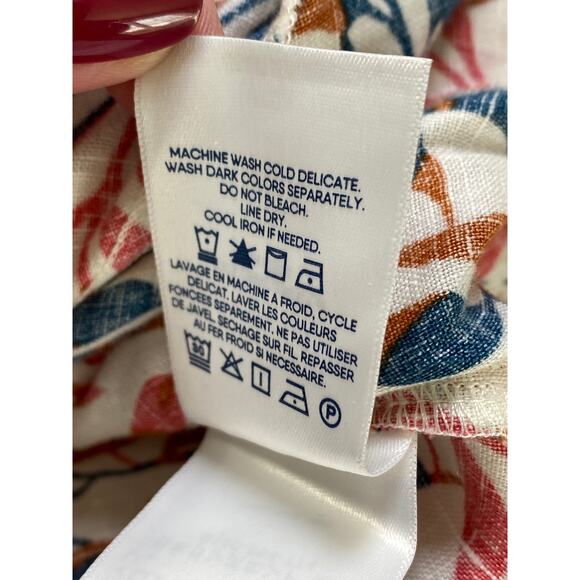 MACHINE WASH COLD DELICATE.
WASH DARK COLORS SEPARATELY.
DO NOT BLEACH.
LINE DRY.
COOL IRON IF NEEDED.
LAVAGE EN MACHINE A FROID, CYCLE
DELICAT. LAVER LES COULEURS
FONCEES SEPAREMENT. NE PAS UTILISER
DE JAVEL. SECHAGE SUR FIL. REPASSER
AU FER FROID SI NECESSAIRE.
30
P